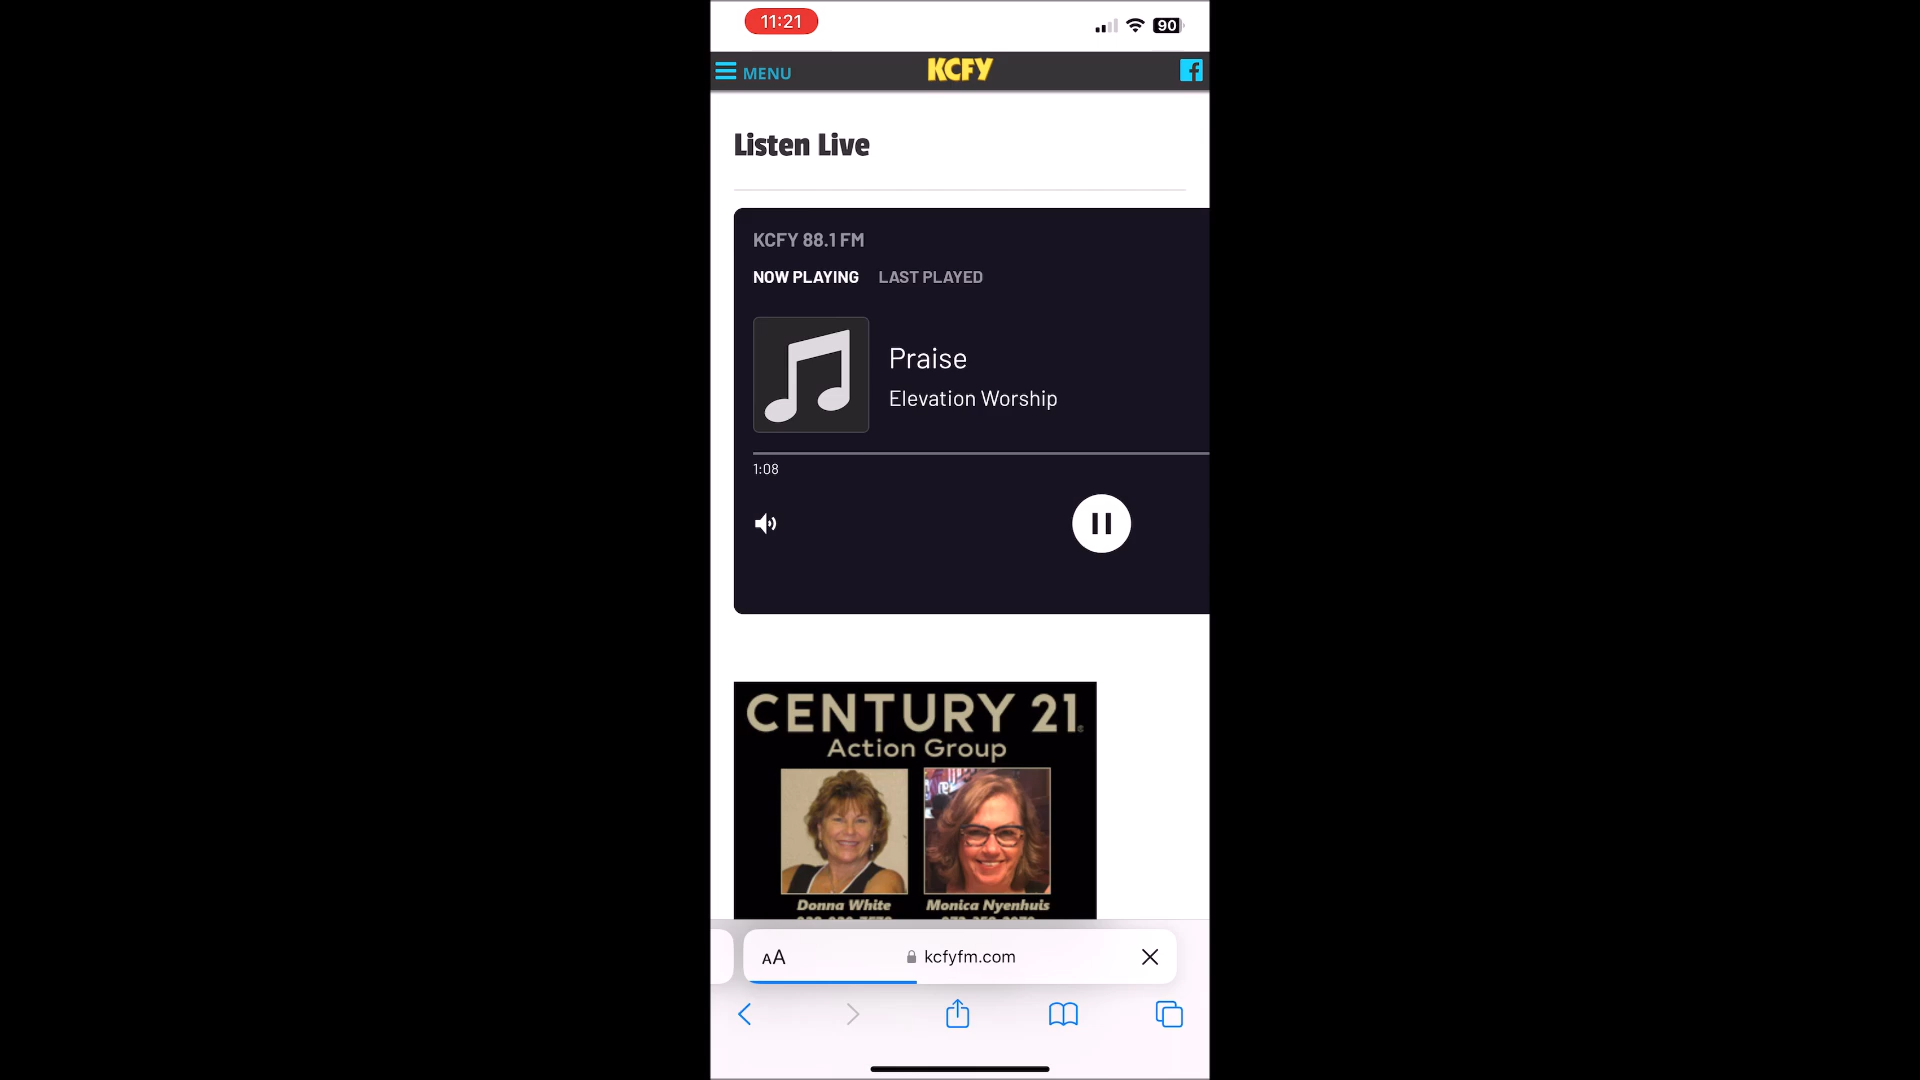 11:21
90
MENU
KCFY
Listen Live
KCFY 88.1 FM
NOW PLAYING LAST PLAYED
Praise
Elevation Worship
1:08
CENTURY 21
Action Group
Donna White Monica Nyenhuis
AA kcfyfm.com